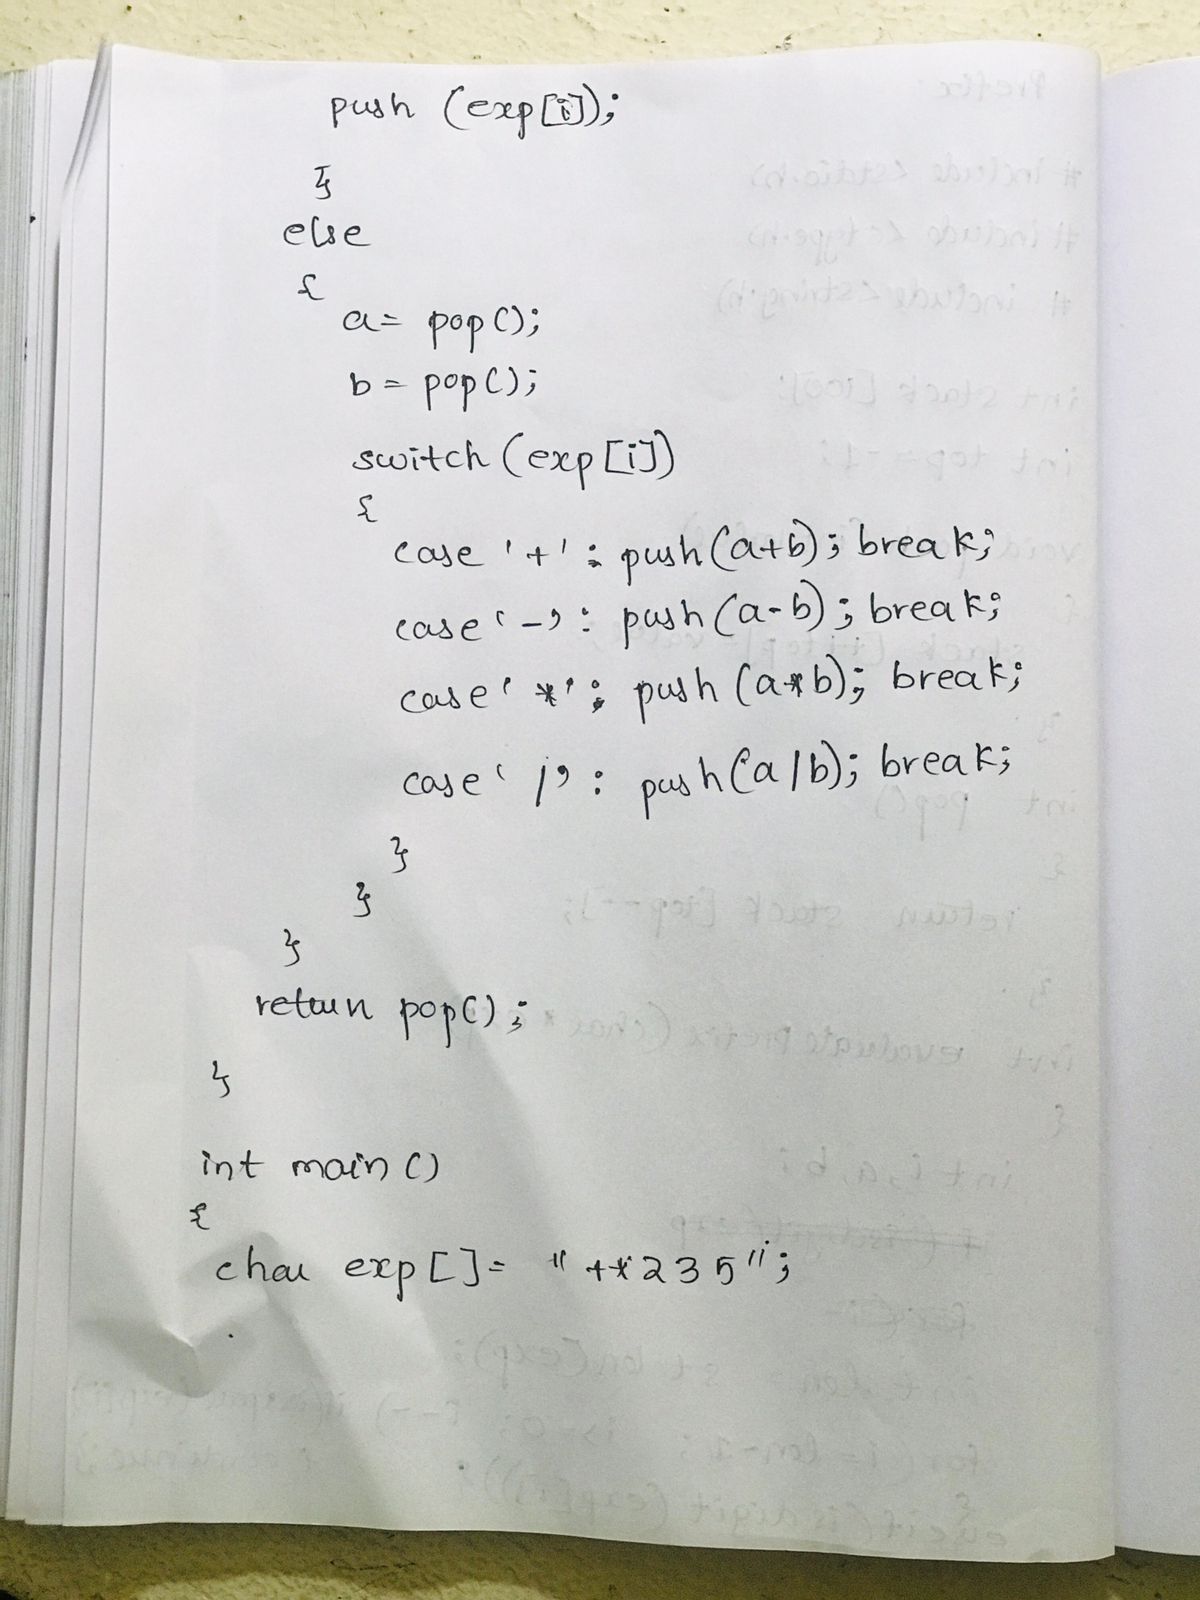 push (exp[i]);
}
else
{
a= pop();
b = pop();
switch (exp[i])
{
case '+' : push(a+b); break;
case '-' : push(a-b); break;
case '*' : push (a*b); break;
case '/' : push(a/b); break;
}
}
}
return pop();
}
int main()
{
char exp[]= "+*235";